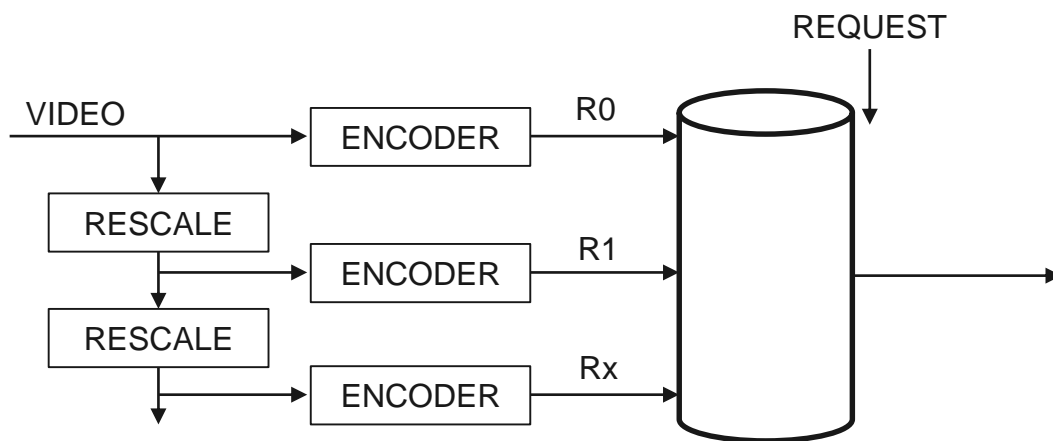 REQUEST
VIDEO
R0
ENCODER
RESCALE
R1
ENCODER
RESCALE
Rx
ENCODER